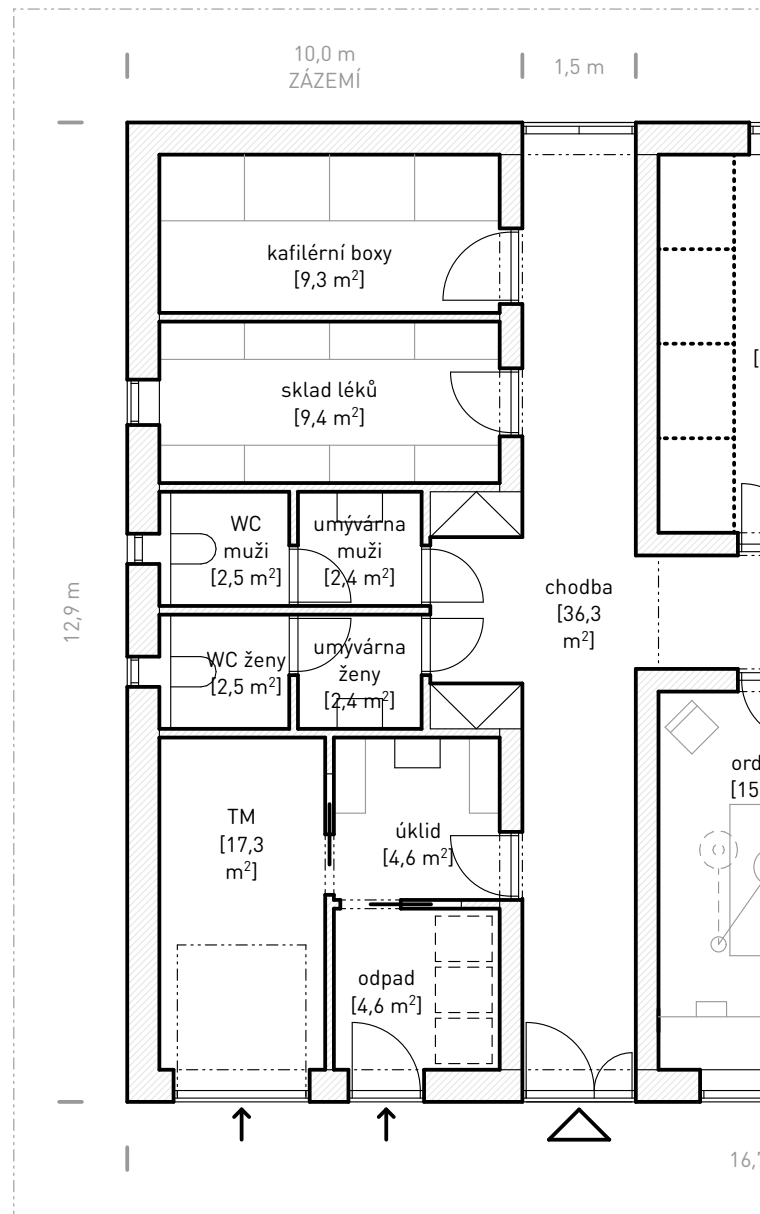 10,0 m
ZÁZEMÍ
1,5 m
kafilérní boxy
[9,3 m²]
sklad léků
[9,4 m²]
WC
muži
[2,5 m²]
umývárna
muži
[2,4 m²]
12,9 m
chodba
[36,3
m²]
WC ženy
[2,5 m²]
umývárna
ženy
[2,4 m²]
TM
[17,3
m²]
úklid
[4,6 m²]
ord
[15
odpad
[4,6 m²]